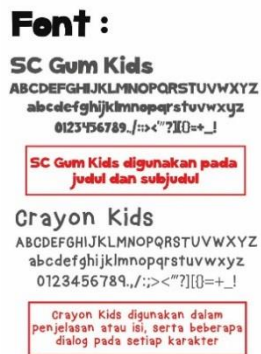 Font :
SC Gum Kids
ABCDEFGHIJKLMNOPQRSTUVWXYZ
abcdefghijklmnopqrstuvwxyz
0123456789./:;><"'?][()=+_!
SC Gum Kids digunakan pada
judul dan subjudul
Crayon Kids
ABCDEFGHIJKLMNOPQRSTUVWXYZ
abcdefghijklmnopqrstuvwxyz
0123456789.,/:;><"'?][()=+_!
Crayon Kids digunakan dalam
penjelasan atau isi, serta beberapa
dialog pada setiap karakter